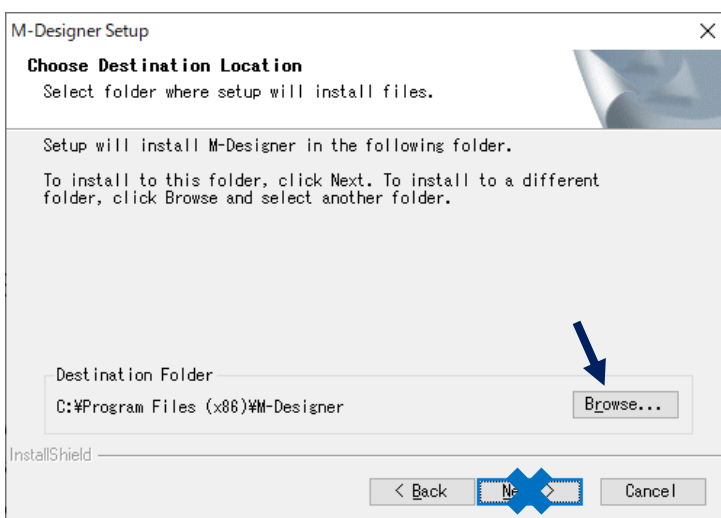 M-Designer Setup
Choose Destination Location
Select folder where setup will install files.
Setup will install M-Designer in the following folder.
To install to this folder, click Next. To install to a different
folder, click Browse and select another folder.
Destination Folder
C:¥Program Files (x86)¥M-Designer
Browse...
InstallShield
< Back
Cancel